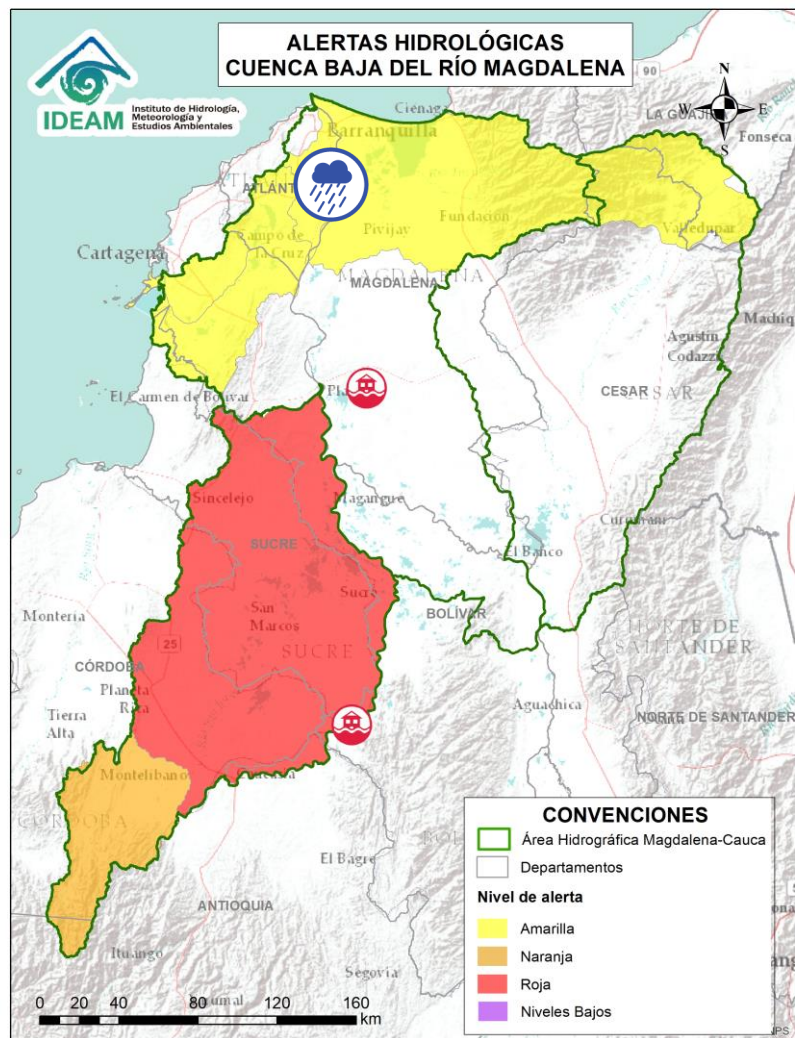 ALERTAS HIDROLÓGICAS
CUENCA BAJA DEL RÍO MAGDALENA
IDEAM
Instituto de Hidrología,
Meteorología y
Estudios Ambientales
90
N
W E
S
Ciénaga
LA GUAJIRA
Fonseca
Barranquilla
Pivijay
Fundación
Valledupar
Campo de
la Cruz
Cartagena
MAGDALENA
MAGDALENA
Agustín
Codazzi
CESAR
El Carmen de Bolívar
Sincelejo
Magangue
Curumaní
El Banco
SUCRE
Sucre
BOLÍVAR
San
Marcos
Montería
25
SUCRE
NORTE DE
SANTANDER
CÓRDOBA
Planeta
Rica
Aguachica
NORTE DE SANTANDER
Tierra
Alta
Montelíbano
CÓRDOBA
El Bagre
ANTIOQUIA
Ituango
Segovia
0 20 40 80 120 160
km
CONVENCIONES
Área Hidrográfica Magdalena-Cauca
Departamentos
Nivel de alerta
Amarilla
Naranja
Roja
Niveles Bajos